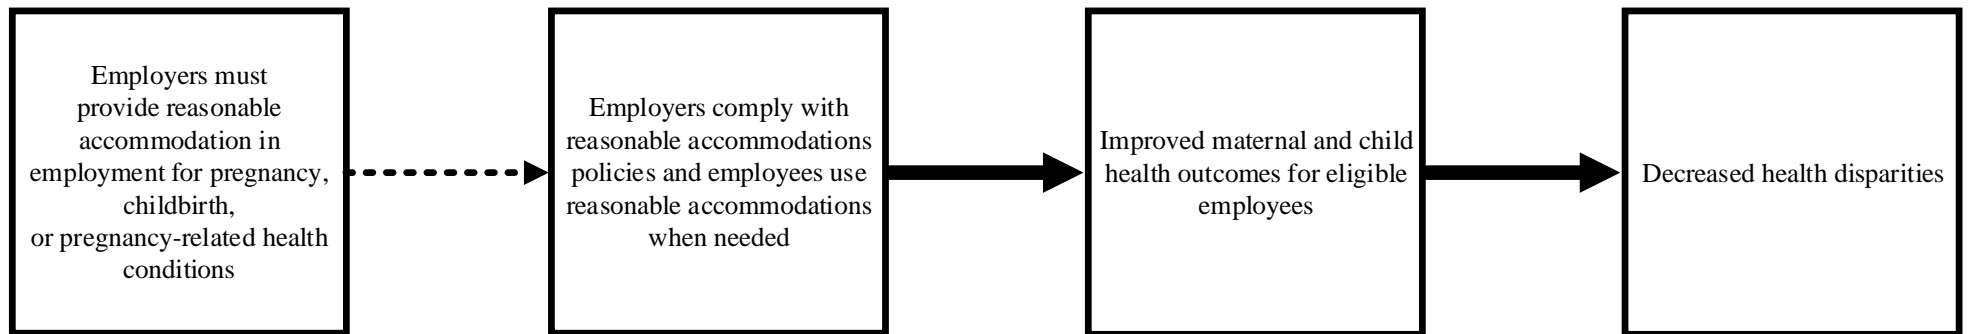 Employers must
provide reasonable
accommodation in
employment for pregnancy,
childbirth,
or pregnancy-related health
conditions
Employers comply with
reasonable accommodations
policies and employees use
reasonable accommodations
when needed
Improved maternal and child
health outcomes for eligible
employees
Decreased health disparities